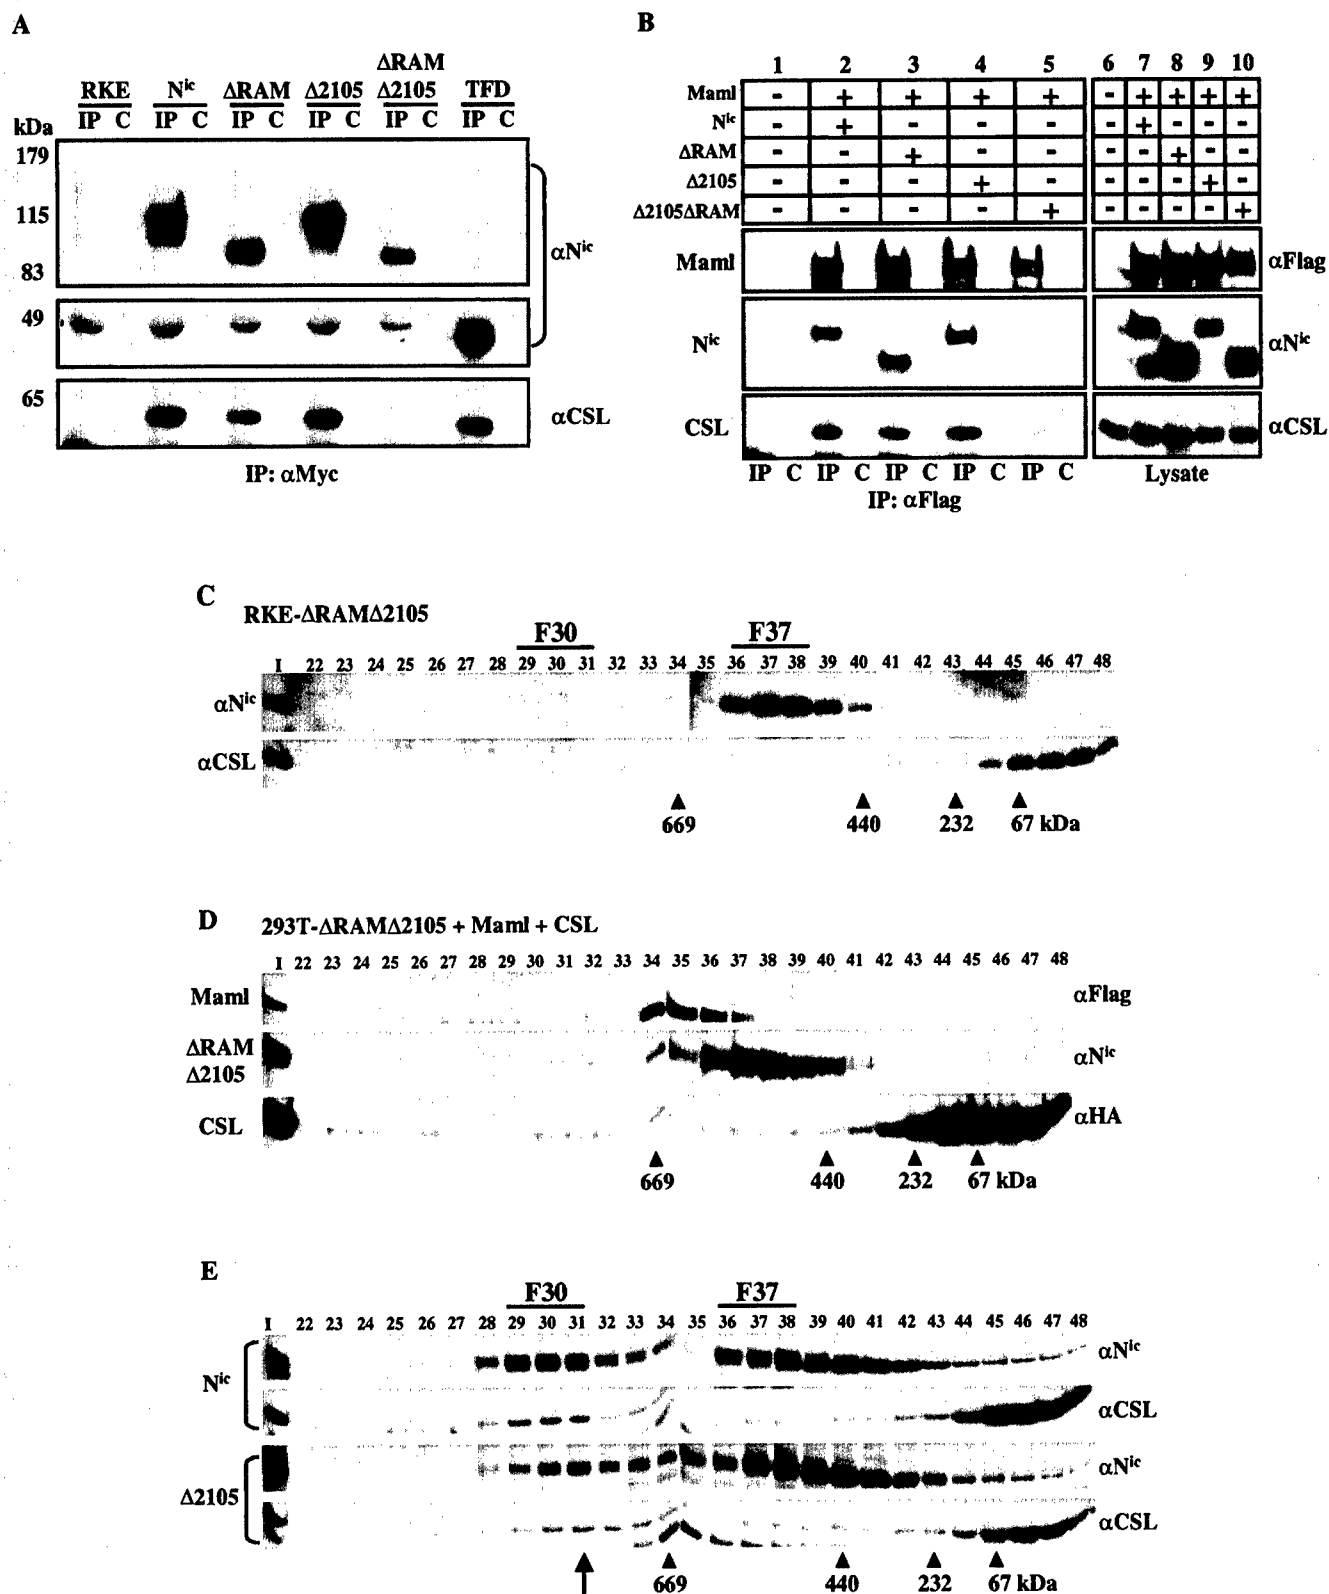 A
RKE N^ic ΔRAM Δ2105 ΔRAM Δ2105 TFD
kDa IP C IP C IP C IP C IP C IP C
179
115
83
49
65
αN^ic
αCSL
IP: αMyc
B
1 2 3 4 5 6 7 8 9 10
Maml - + + + + - + + + +
N^ic - + - - - - + - - -
ΔRAM - - + - - - - + - -
Δ2105 - - - + - - - - + -
Δ2105ΔRAM - - - - + - - - - +
Maml αFlag
N^ic αN^ic
CSL αCSL
IP C IP C IP C IP C IP C Lysate
IP: αFlag
C
RKE-ΔRAMΔ2105
F30 F37
I 22 23 24 25 26 27 28 29 30 31 32 33 34 35 36 37 38 39 40 41 42 43 44 45 46 47 48
αN^ic
αCSL
669 440 232 67 kDa
D
293T-ΔRAMΔ2105 + Maml + CSL
I 22 23 24 25 26 27 28 29 30 31 32 33 34 35 36 37 38 39 40 41 42 43 44 45 46 47 48
Maml αFlag
ΔRAM
Δ2105 αN^ic
CSL αHA
669 440 232 67 kDa
E
F30 F37
I 22 23 24 25 26 27 28 29 30 31 32 33 34 35 36 37 38 39 40 41 42 43 44 45 46 47 48
N^ic αN^ic
αCSL
Δ2105 αN^ic
αCSL
669 440 232 67 kDa